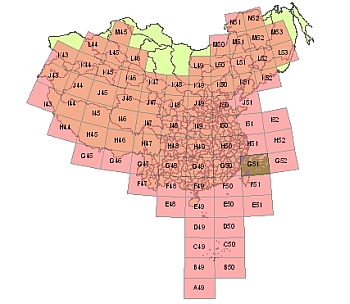 N51 N52
M45 M50 M51 M52 M53
L44 L45 L46 L49 L50 L51 L52 L53
K43 K44 K45 K46 K47 K48 K49 K50 K51 K52
J43 J44 J45 J46 J47 J48 J49 J50 J51
I44 I45 I46 I47 I48 I49 I50 I51 I52
H44 H45 H46 H47 H48 H49 H50 H51 H52
G45 G46 G47 G48 G49 G50 G51 G52
F47 F48 F49 F50 F51
E48 E49 E50 E51
D49 D50
C49 C50
B49 B50
A49